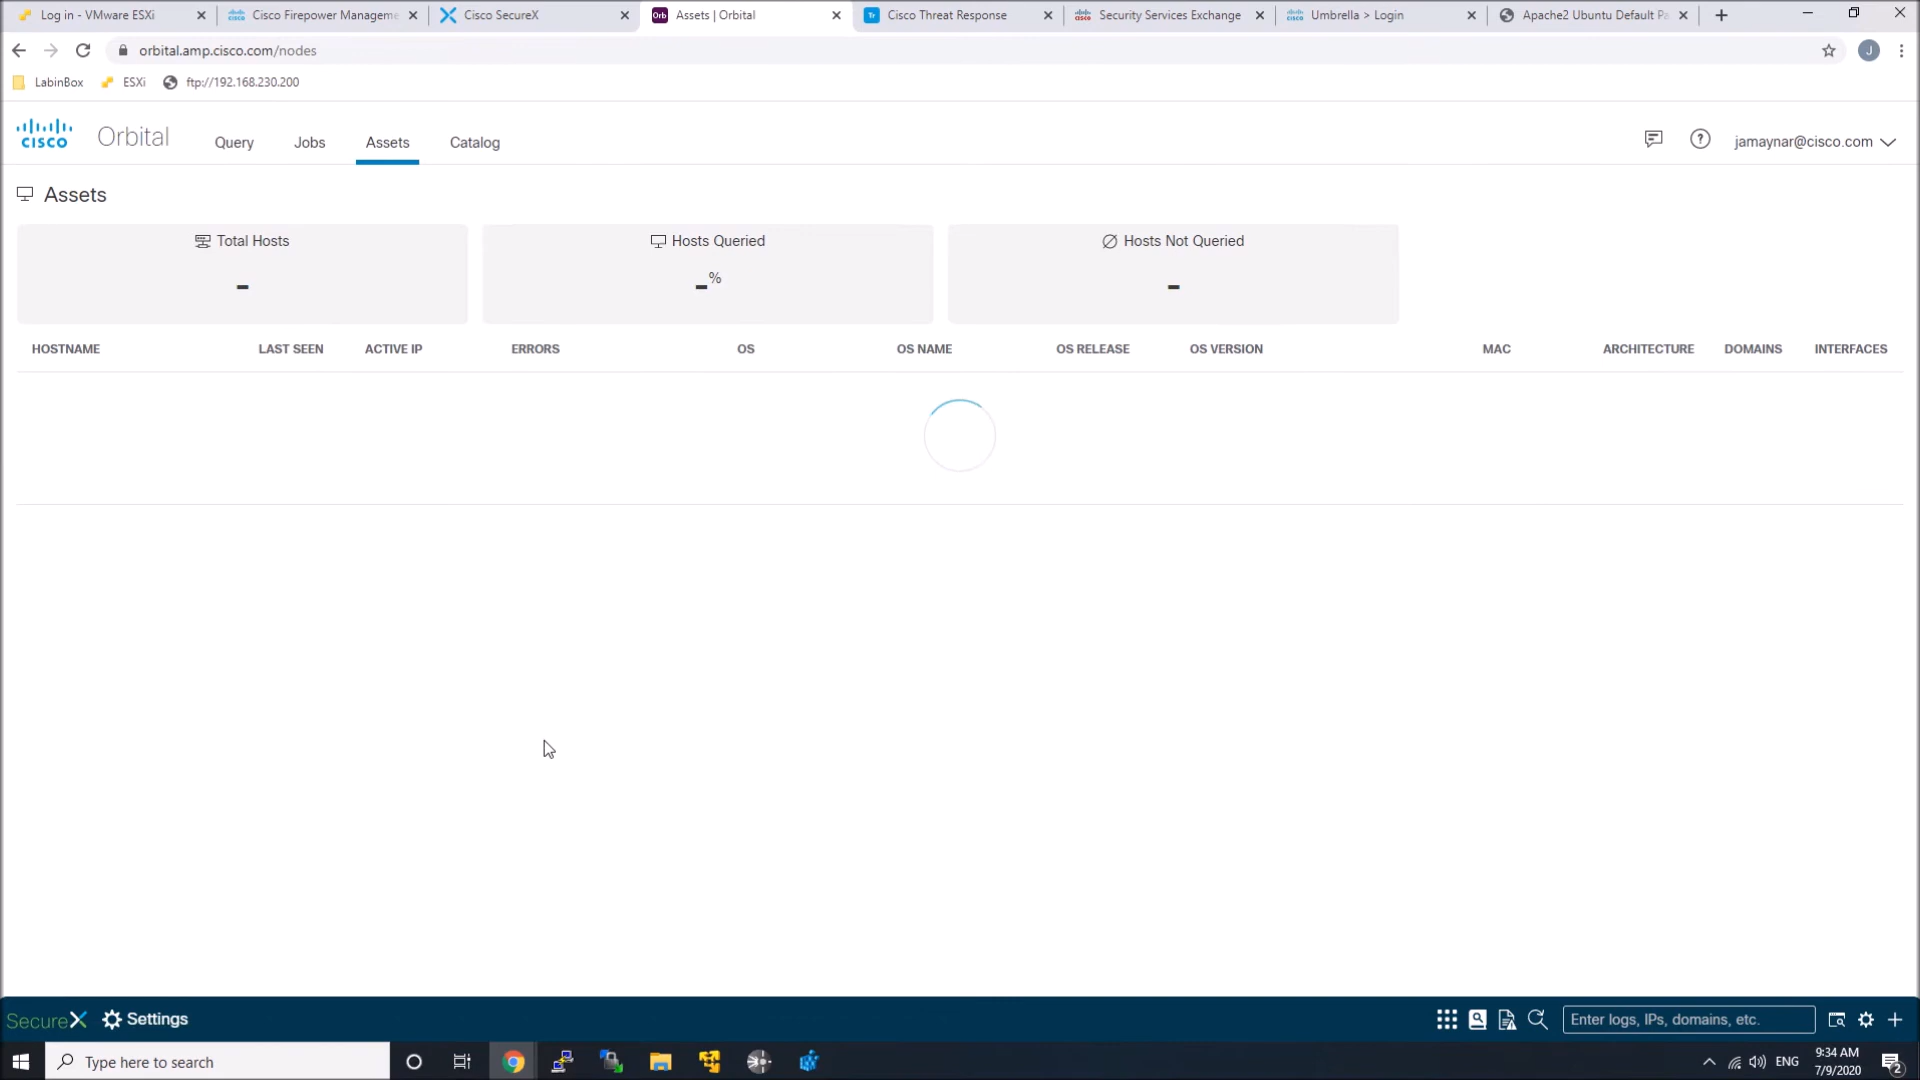 Log in - VMware ESXi
Cisco Firepower Manageme
Cisco SecureX
Orb Assets | Orbital
Tr Cisco Threat Response
Security Services Exchange
Umbrella > Login
Apache2 Ubuntu Default Pa
orbital.amp.cisco.com/nodes
J
LabinBox
ESXi
ftp://192.168.230.200
cisco
Orbital
Query
Jobs
Assets
Catalog
?
jamaynar@cisco.com
Assets
Total Hosts
-
Hosts Queried
-%
Hosts Not Queried
-
HOSTNAME LAST SEEN ACTIVE IP ERRORS OS OS NAME OS RELEASE OS VERSION MAC ARCHITECTURE DOMAINS INTERFACES
SecureX
Settings
Enter logs, IPs, domains, etc.
Type here to search
ENG
9:34 AM
7/9/2020
2